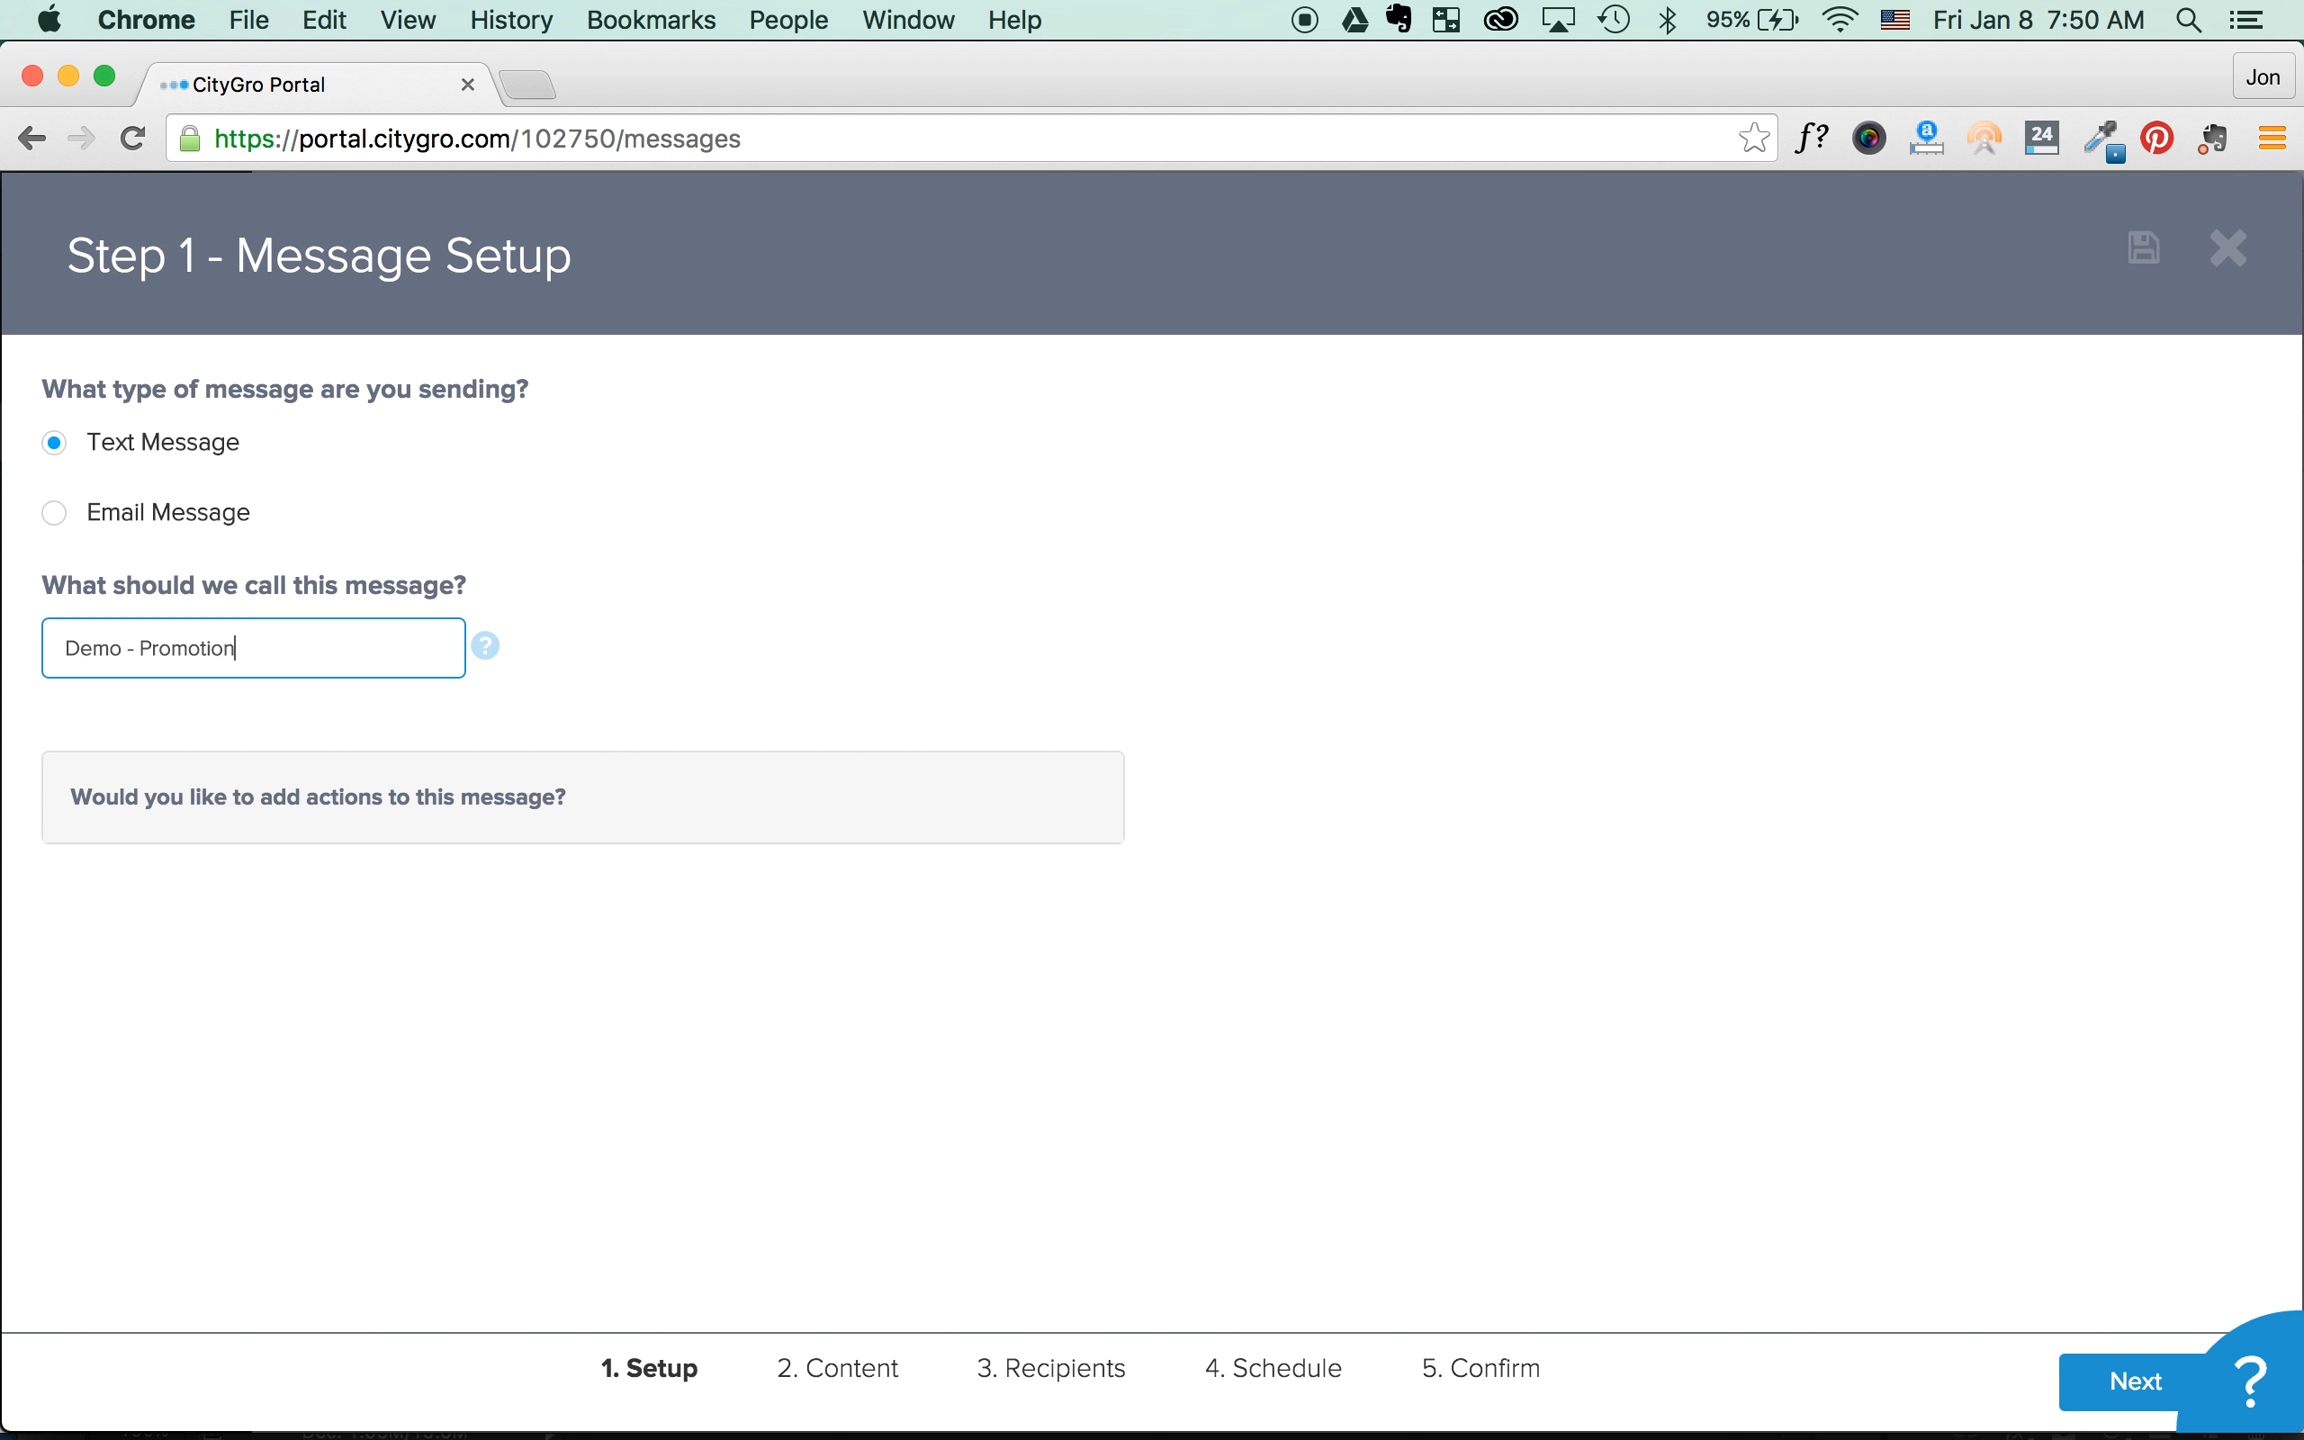 Chrome File Edit View History Bookmarks People Window Help 95% Fri Jan 8 7:50 AM
CityGro Portal
Jon
https://portal.citygro.com/102750/messages
f? a 24
Step 1 - Message Setup
What type of message are you sending?
Text Message
Email Message
What should we call this message?
Demo - Promotion
?
Would you like to add actions to this message?
1. Setup 2. Content 3. Recipients 4. Schedule 5. Confirm
Next
?